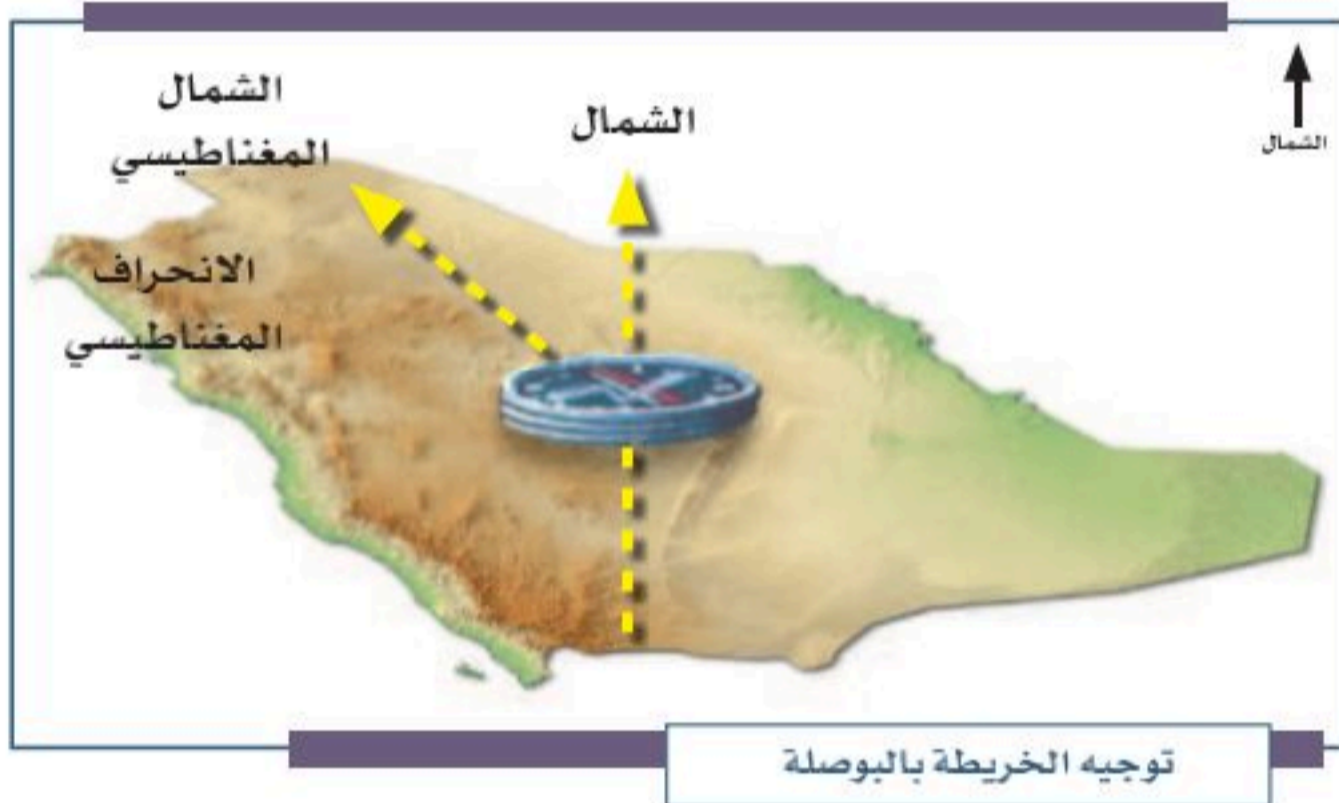 الشمال
المغناطيسي
الشمال
الشمال
الانحراف
المغناطيسي
توجيه الخريطة بالبوصلة